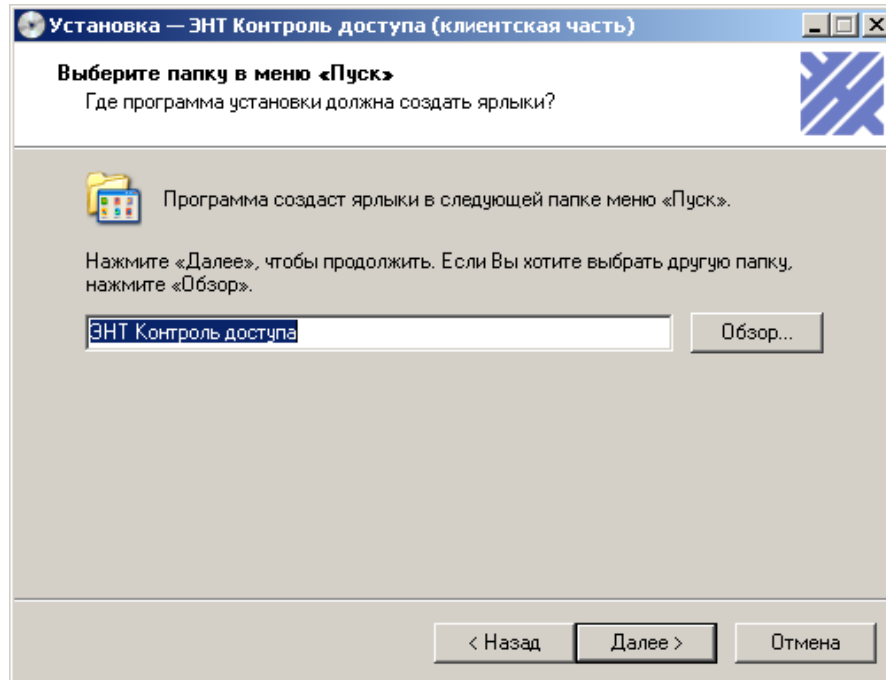 Установка — ЭНТ Контроль доступа (клиентская часть)
Выберите папку в меню «Пуск»
Где программа установки должна создать ярлыки?
Программа создаст ярлыки в следующей папке меню «Пуск».
Нажмите «Далее», чтобы продолжить. Если Вы хотите выбрать другую папку,
нажмите «Обзор».
ЭНТ Контроль доступа
Обзор...
< Назад
Далее >
Отмена